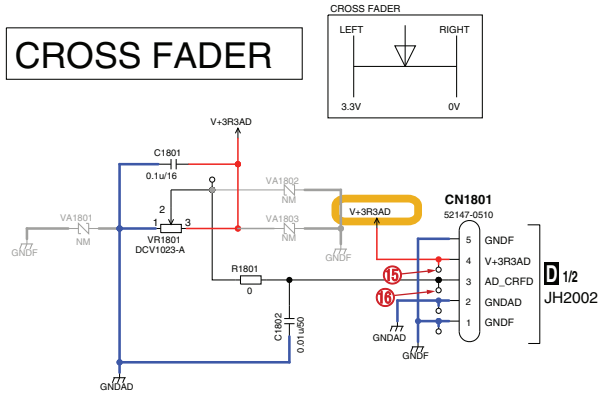 CROSS FADER
CROSS FADER
LEFT RIGHT
3.3V 0V
V+3R3AD
C1801
0.1u/16
VA1802
NM
VA1801
NM
GNDF
2
1 3
VR1801
DCV1023-A
VA1803
NM
GNDF
V+3R3AD
R1801
0
C1802
0.01u/50
GNDAD
15
16
GNDAD
GNDF
CN1801
52147-0510
5 GNDF
4 V+3R3AD
3 AD_CRFD
2 GNDAD
1 GNDF
D 1/2
JH2002